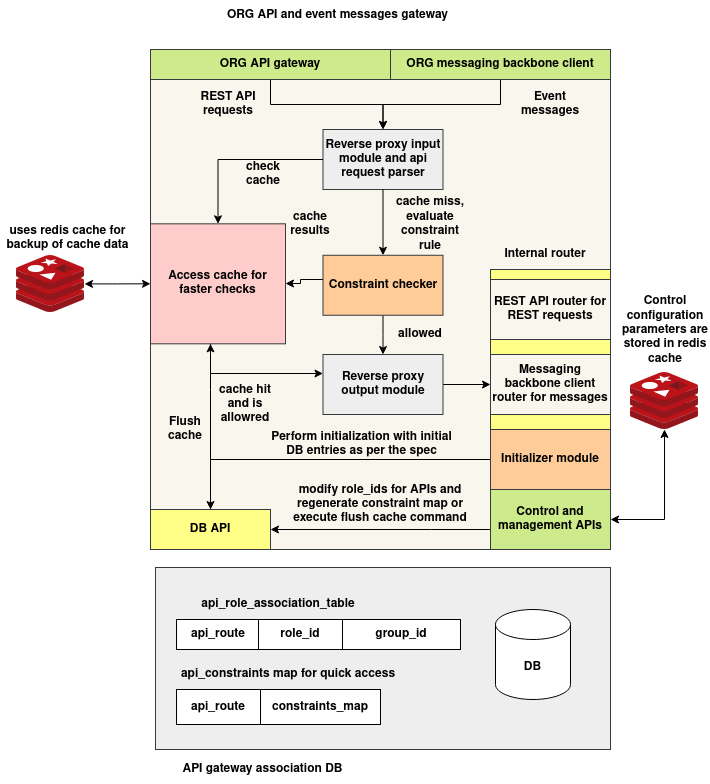 ORG API and event messages gateway
ORG API gateway
ORG messaging backbone client
REST API
requests
Event
messages
Reverse proxy input
module and api
request parser
check
cache
cache miss,
evaluate
constraint
rule
cache
results
uses redis cache for
backup of cache data
Access cache for
faster checks
Constraint checker
Internal router
REST API router for
REST requests
Control
configuration
parameters are
stored in redis
cache
allowed
Reverse proxy
output module
Messaging
backbone client
router for messages
cache hit
and is
allowred
Flush
cache
Perform initialization with initial
DB entries as per the spec
Initializer module
modify role_ids for APIs and
regenerate constraint map or
execute flush cache command
Control and
management APIs
DB API
api_role_association_table
api_route
role_id
group_id
api_constraints map for quick access
api_route
constraints_map
DB
API gateway association DB